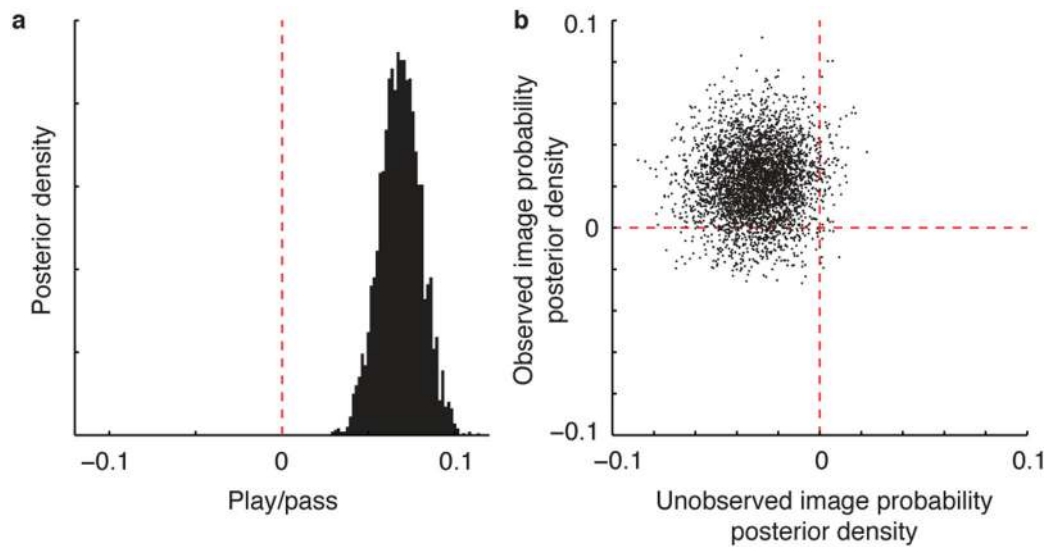 a
Posterior density
−0.1
0
0.1
Play/pass
b
Observed image probability
posterior density
0.1
0
−0.1
−0.1
0
0.1
Unobserved image probability
posterior density